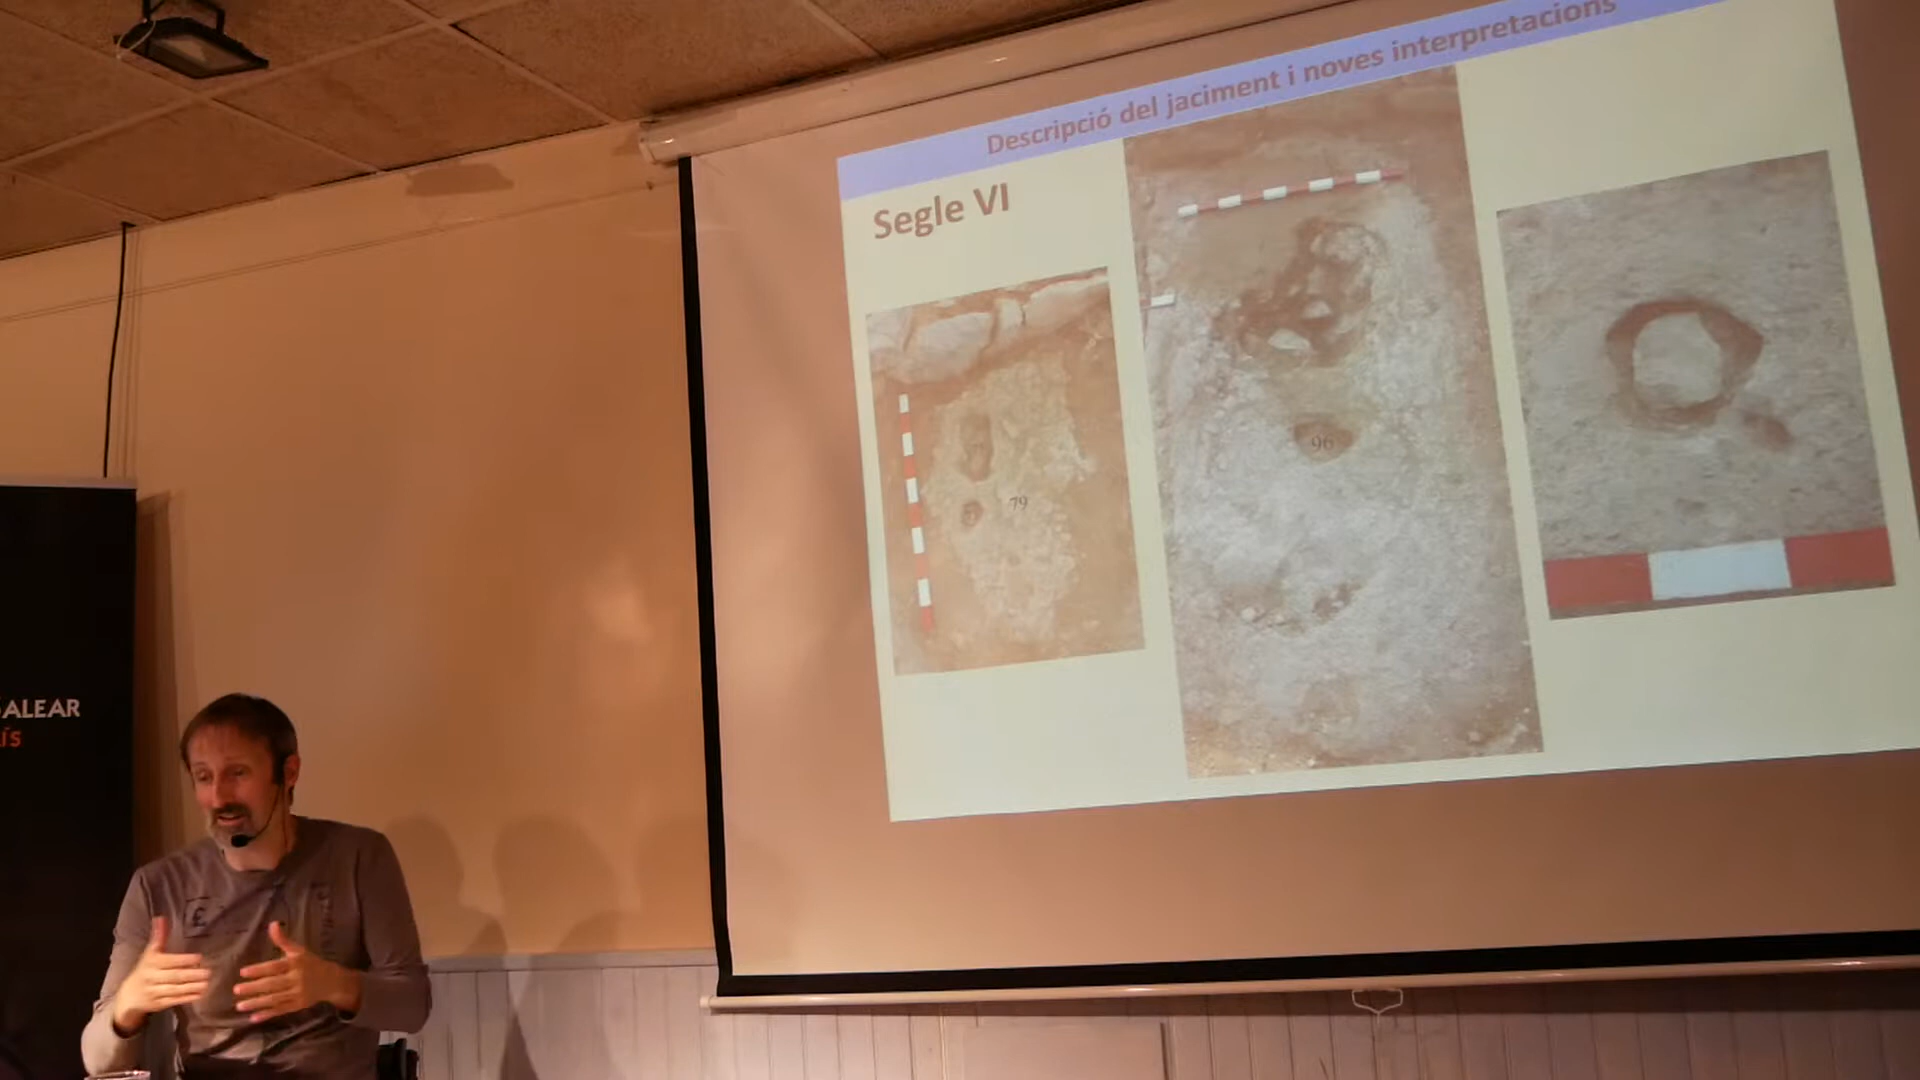 Descripció del jaciment i noves interpretacions
Segle VI
79
96
ALEAR
ÍS